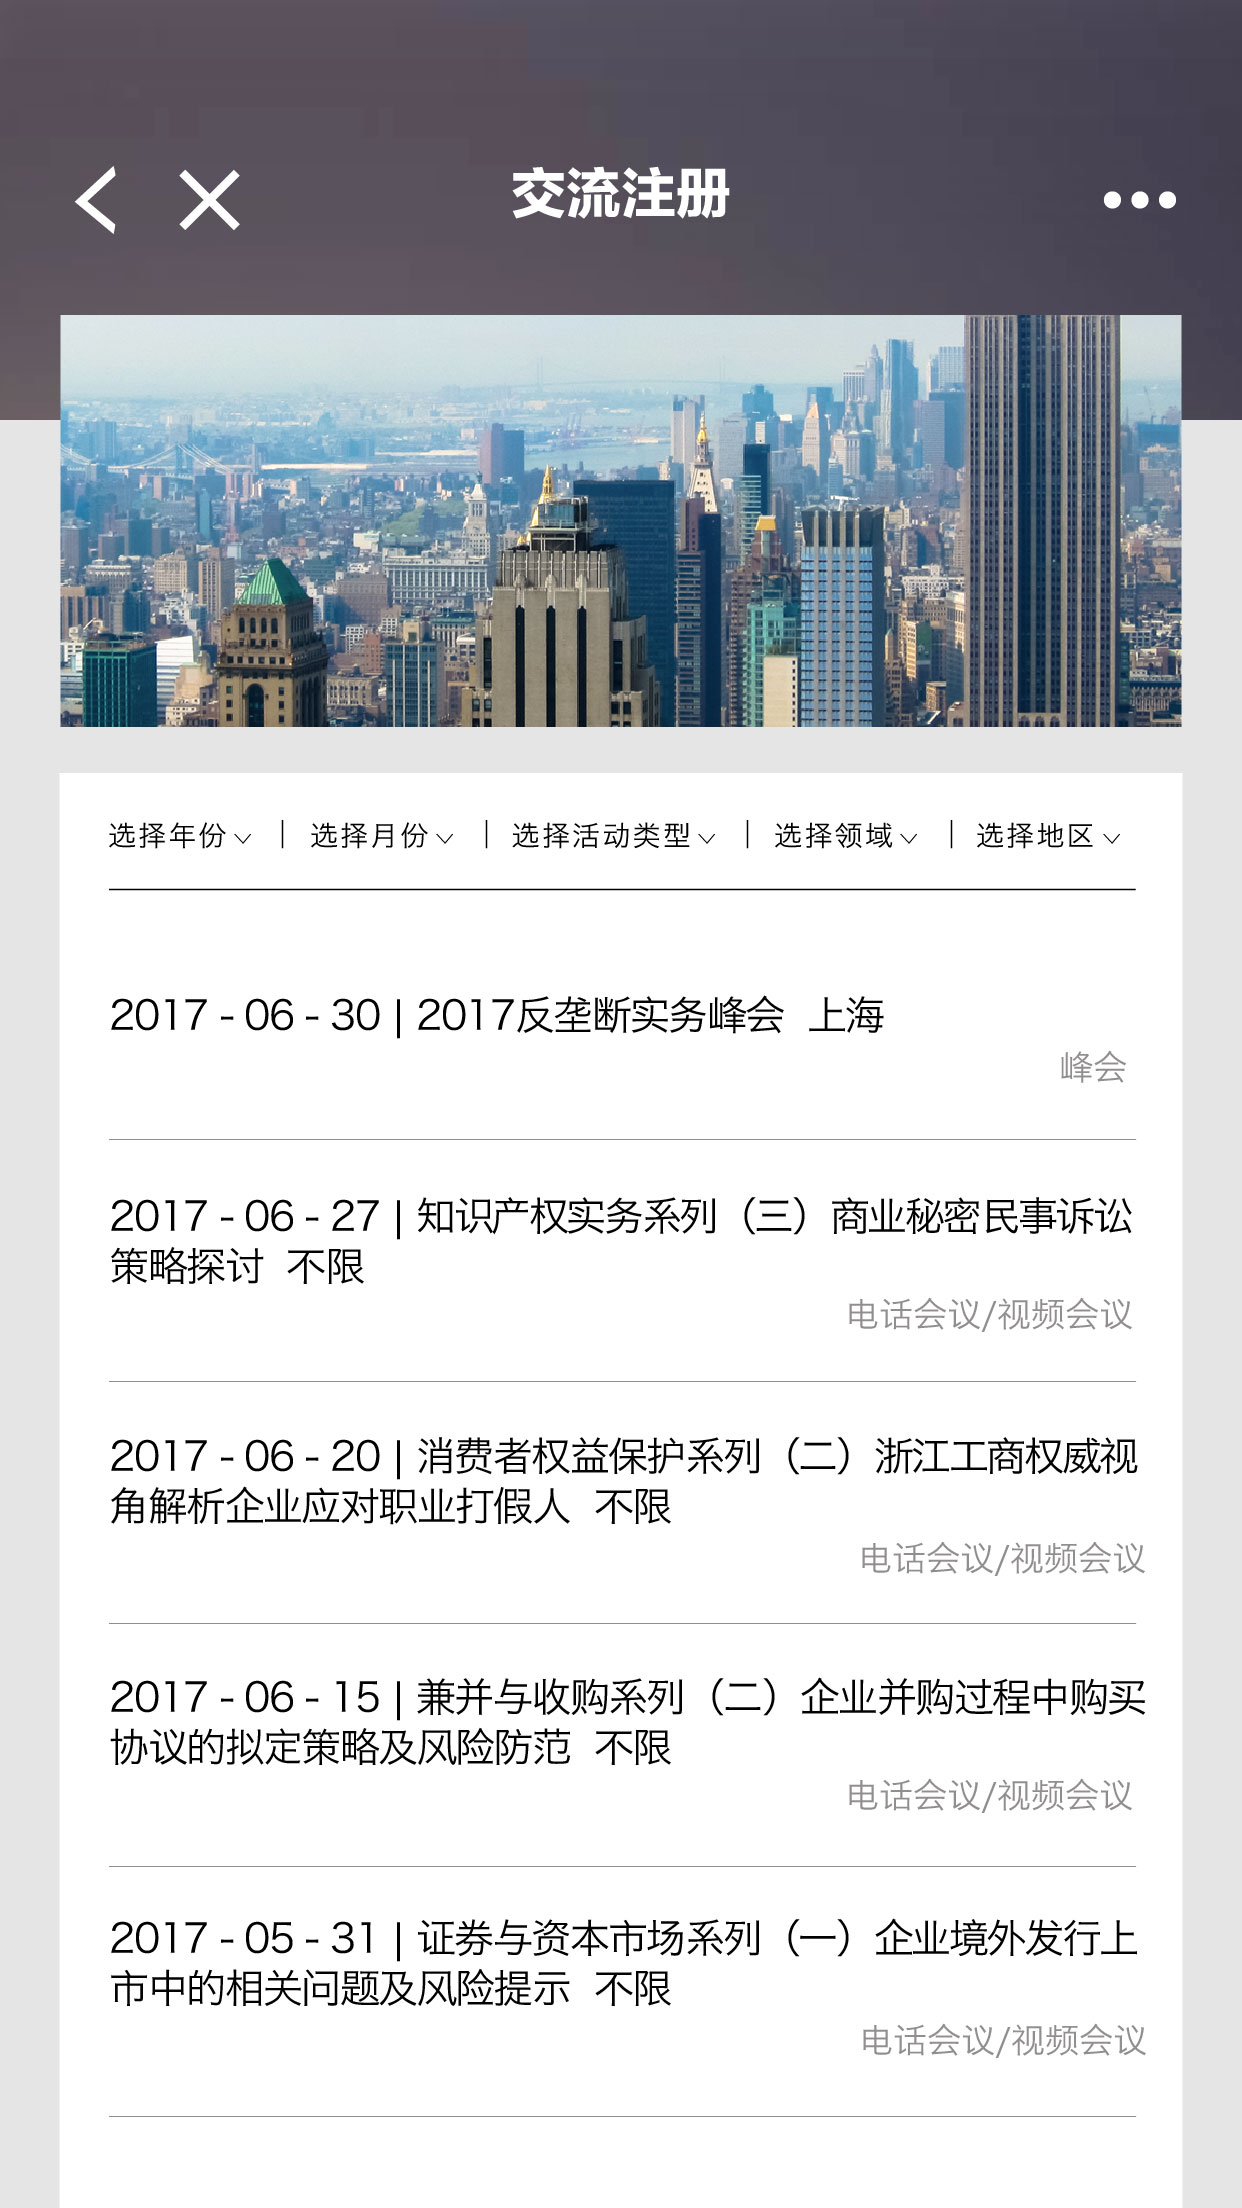 交流注册
选择年份 | 选择月份 | 选择活动类型 | 选择领域 | 选择地区
2017 - 06 - 30 | 2017反垄断实务峰会 上海
峰会
2017 - 06 - 27 | 知识产权实务系列（三）商业秘密民事诉讼
策略探讨 不限
电话会议/视频会议
2017 - 06 - 20 | 消费者权益保护系列（二）浙江工商权威视
角解析企业应对职业打假人 不限
电话会议/视频会议
2017 - 06 - 15 | 兼并与收购系列（二）企业并购过程中购买
协议的拟定策略及风险防范 不限
电话会议/视频会议
2017 - 05 - 31 | 证券与资本市场系列（一）企业境外发行上
市中的相关问题及风险提示 不限
电话会议/视频会议